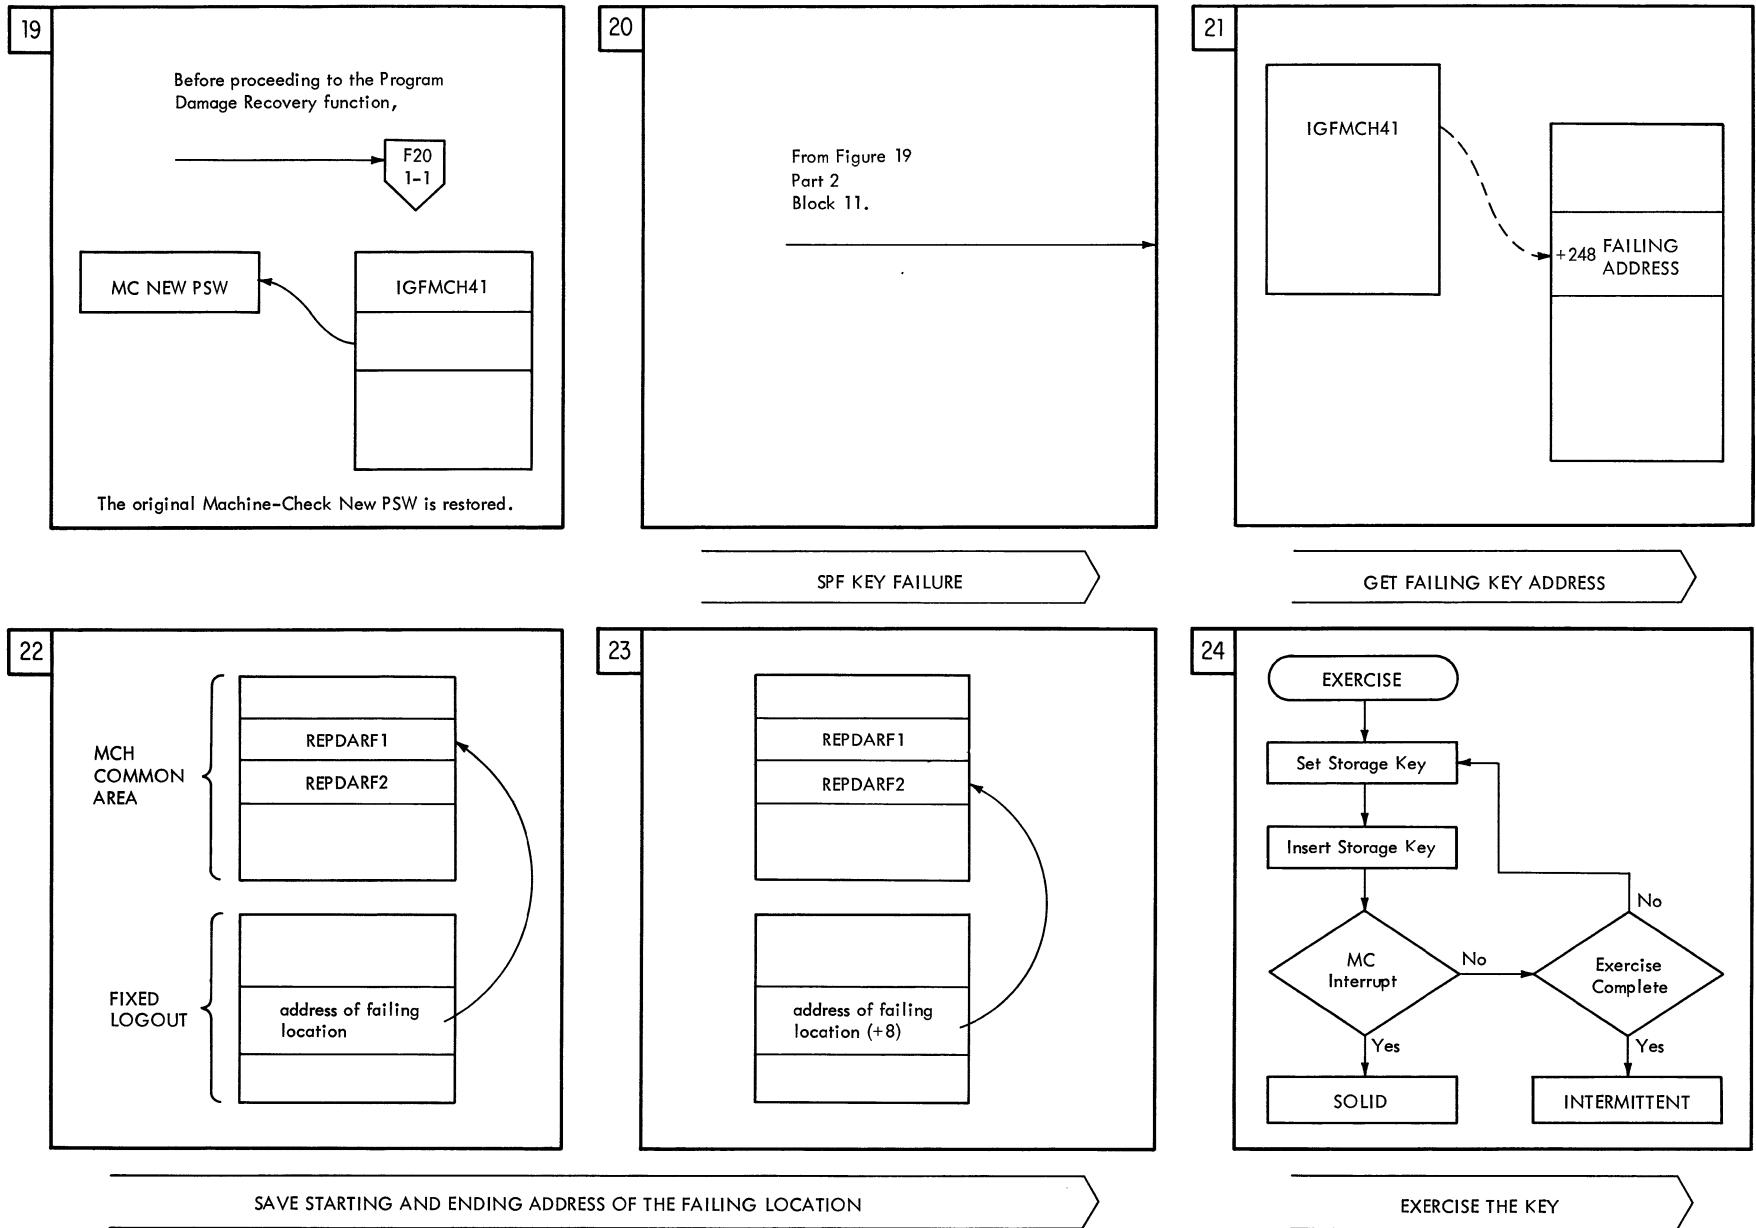 19
Before proceeding to the Program
Damage Recovery function,
F20
1-1
MC NEW PSW
IGFMCH41
The original Machine-Check New PSW is restored.
20
From Figure 19
Part 2
Block 11.
SPF KEY FAILURE
21
IGFMCH41
+248 FAILING
ADDRESS
GET FAILING KEY ADDRESS
22
MCH
COMMON
AREA
REPDARF1
REPDARF2
FIXED
LOGOUT
address of failing
location
23
REPDARF1
REPDARF2
address of failing
location (+8)
SAVE STARTING AND ENDING ADDRESS OF THE FAILING LOCATION
24
EXERCISE
Set Storage Key
Insert Storage Key
MC
Interrupt
No
Exercise
Complete
No
Yes
Yes
SOLID
INTERMITTENT
EXERCISE THE KEY